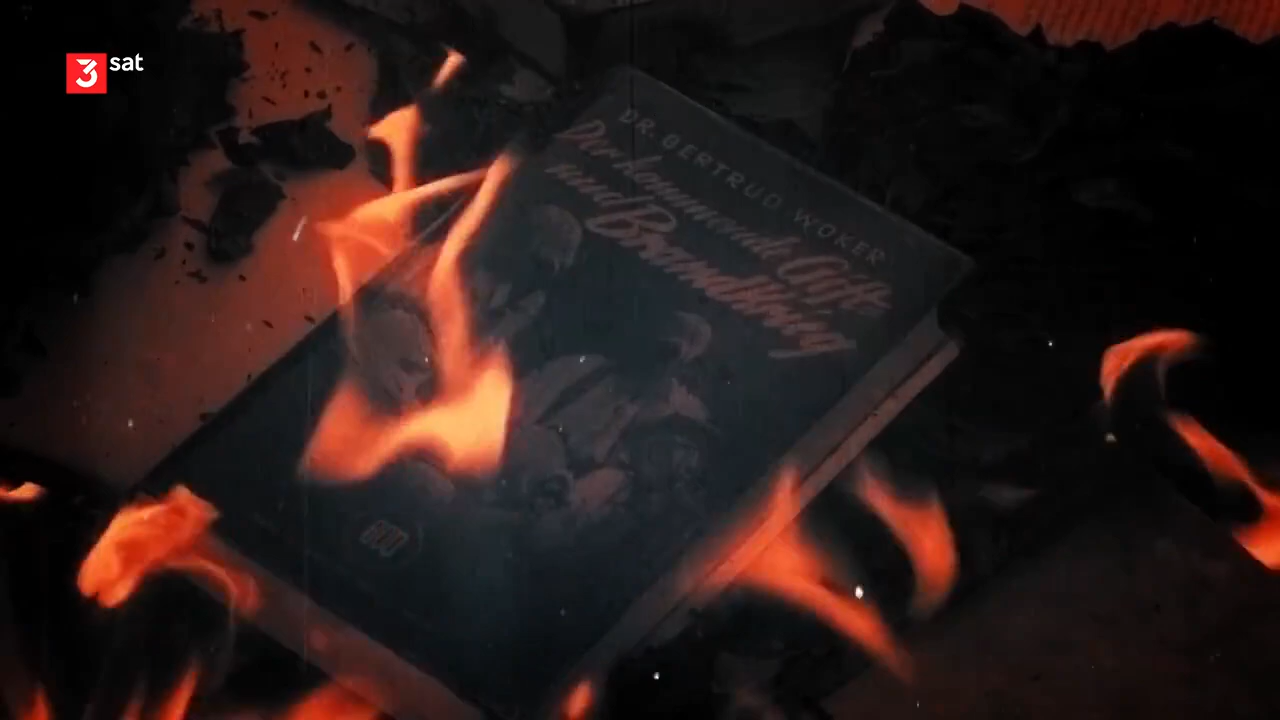 3sat
DR. GERTRUD WOKER
Der kommende Gift-
und Brandkrieg